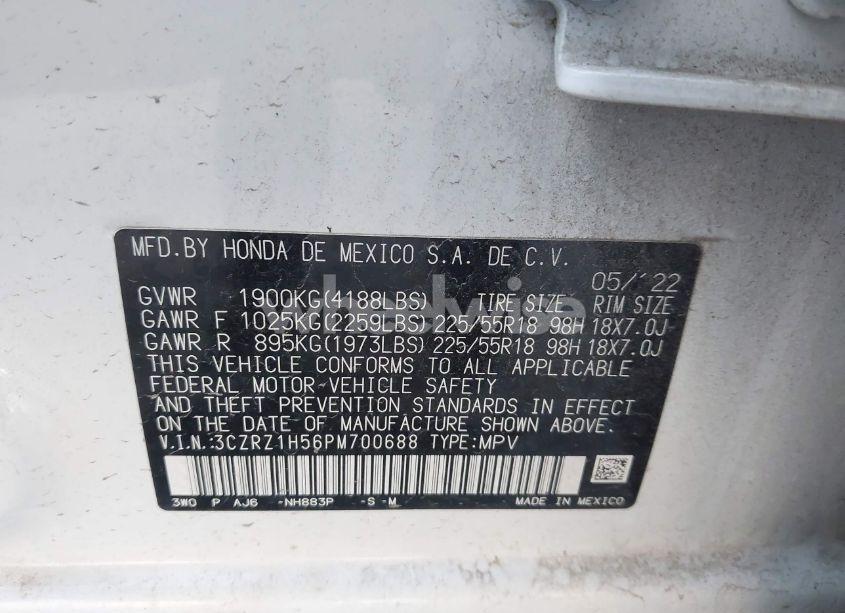 MFD.BY HONDA DE MEXICO S.A. DE C.V.
05/'22
GVWR 1900KG(4188LBS) TIRE SIZE RIM SIZE
GAWR F 1025KG(2259LBS) 225/55R18 98H 18X7.0J
GAWR R 895KG(1973LBS) 225/55R18 98H 18X7.0J
THIS VEHICLE CONFORMS TO ALL APPLICABLE
FEDERAL MOTOR-VEHICLE SAFETY
AND THEFT PREVENTION STANDARDS IN EFFECT
ON THE DATE OF MANUFACTURE SHOWN ABOVE.
V.I.N.:3CZRZ1H56PM700688 TYPE:MPV
3W0 P AJ6 -NH883P -S -M MADE IN MEXICO